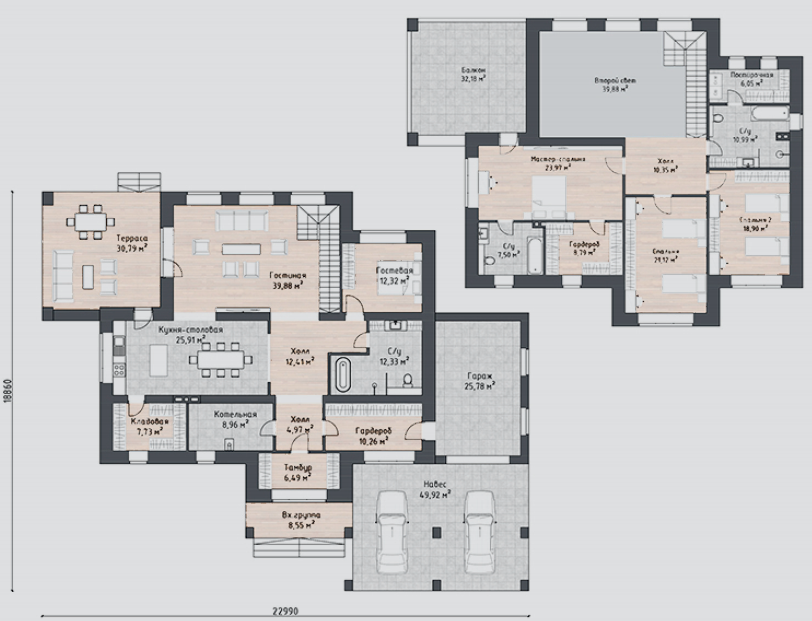 Балкон
32,18 м²
Второй свет
39,88 м²
Постирочная
6,05 м²
С/у
10,99 м²
Мастер-спальня
23,97 м²
Холл
10,35 м²
С/у
7,50 м²
Гардероб
8,79 м²
Спальня
Спальня 2
18,90 м²
Терраса
30,79 м²
Гостиная
39,88 м²
Гостевая
12,32 м²
Кухня-столовая
25,91 м²
Холл
12,41 м²
С/у
12,33 м²
Гараж
25,78 м²
Кладовая
7,73 м²
Котельная
8,96 м²
Холл
4,97 м²
Гардероб
10,26 м²
Тамбур
6,49 м²
Навес
49,92 м²
Вх.группа
8,55 м²
18860
22990